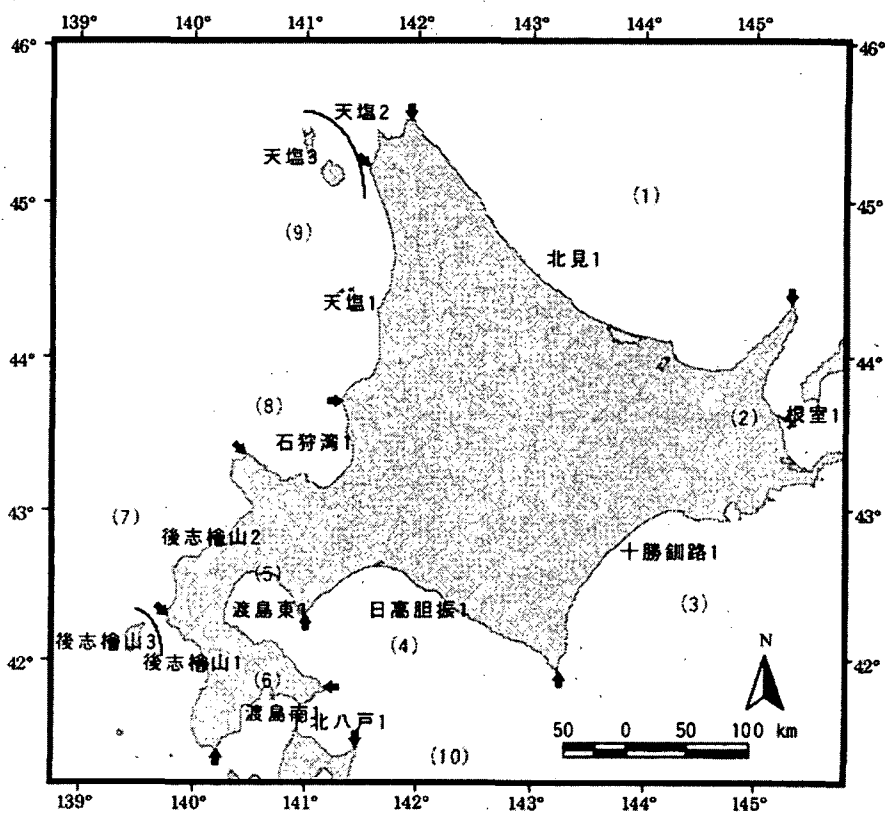 139° 140° 141° 142° 143° 144° 145°
46° 46°
天塩2
天塩3
45° (1) 45°
(9)
北見1
天塩1
44° 44°
(8) (2) 根室1
石狩湾1
43° (7) 43°
後志檜山2 十勝釧路1
(5)
渡島東1 日高胆振1 (3)
後志檜山3 後志檜山1 (4)
42° 42°
N
(6)
渡島南1
北八戸1
50 0 50 100 km
(10)
139° 140° 141° 142° 143° 144° 145°